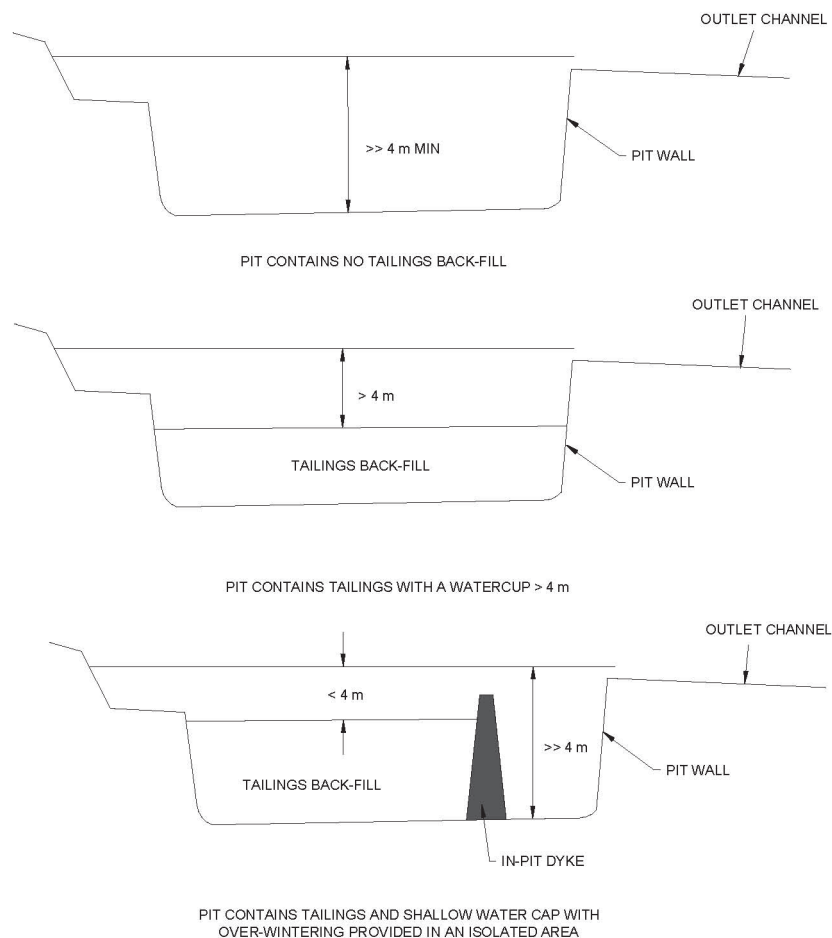 OUTLET CHANNEL
>> 4 m MIN
PIT WALL
PIT CONTAINS NO TAILINGS BACK-FILL
OUTLET CHANNEL
> 4 m
TAILINGS BACK-FILL
PIT WALL
PIT CONTAINS TAILINGS WITH A WATERCUP > 4 m
OUTLET CHANNEL
< 4 m
>> 4 m
PIT WALL
TAILINGS BACK-FILL
IN-PIT DYKE
PIT CONTAINS TAILINGS AND SHALLOW WATER CAP WITH
OVER-WINTERING PROVIDED IN AN ISOLATED AREA